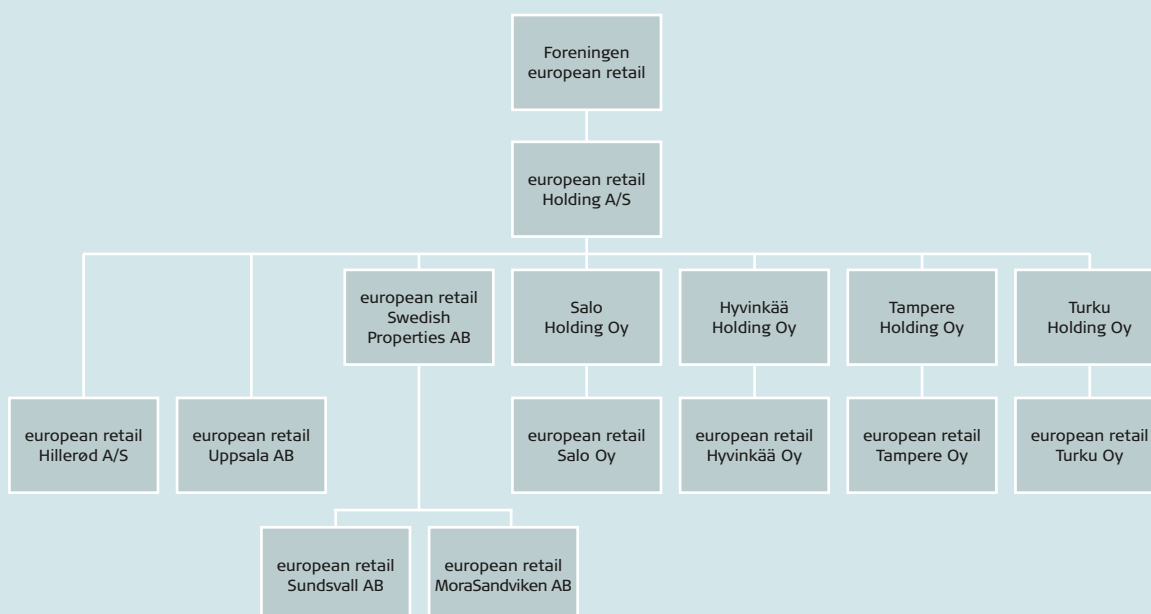 Foreningen
european retail
european retail
Holding A/S
european retail
Swedish
Properties AB
Salo
Holding Oy
Hyvinkää
Holding Oy
Tampere
Holding Oy
Turku
Holding Oy
european retail
Hillerød A/S
european retail
Uppsala AB
european retail
Salo Oy
european retail
Hyvinkää Oy
european retail
Tampere Oy
european retail
Turku Oy
european retail
Sundsvall AB
european retail
MoraSandviken AB